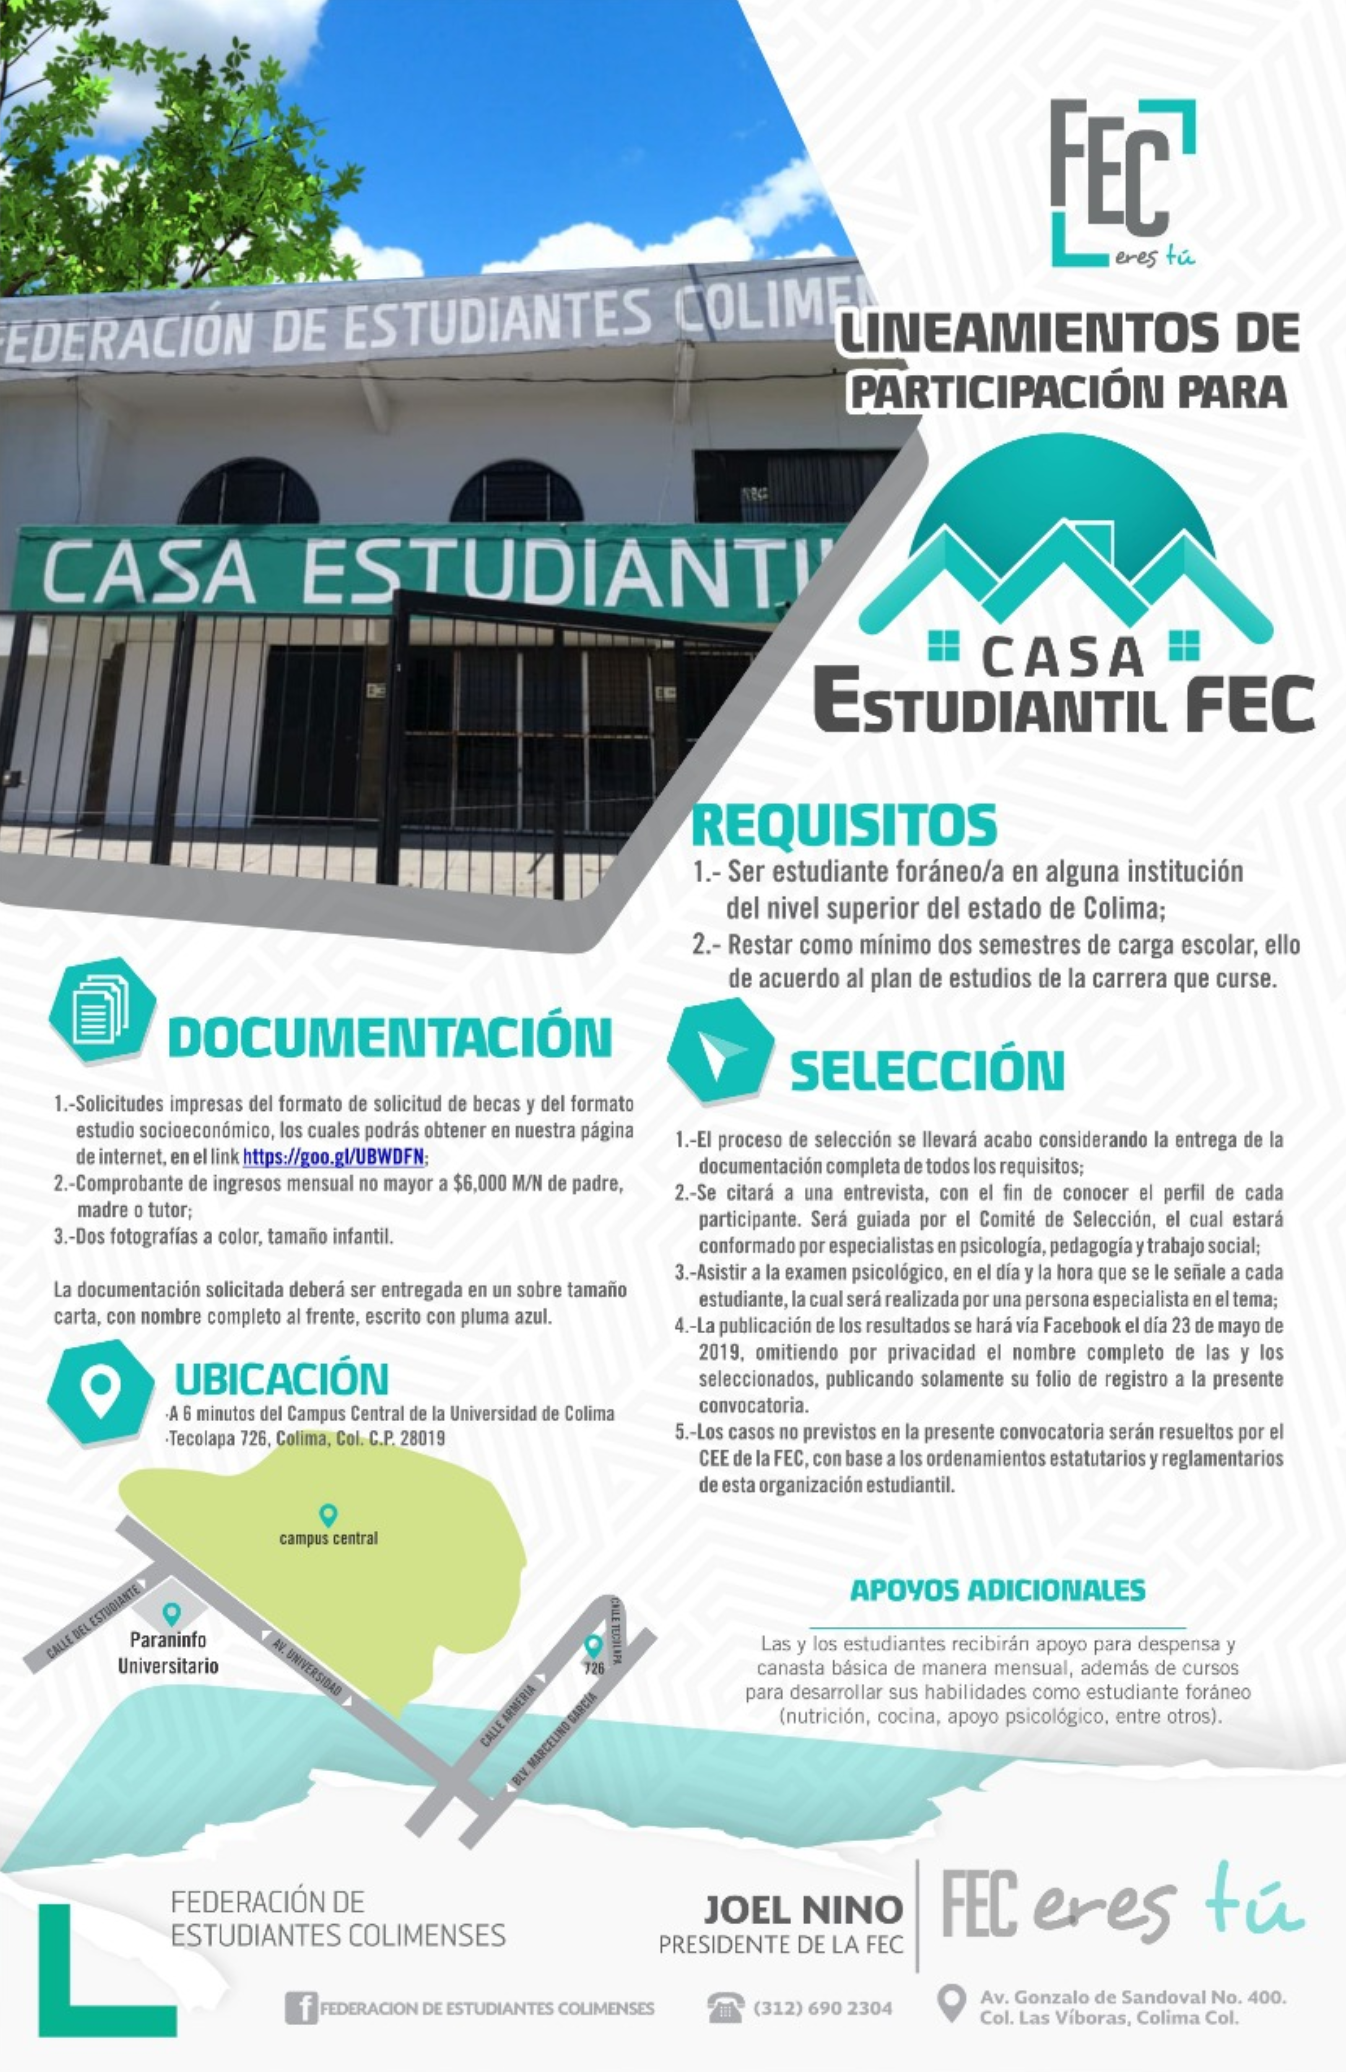 FEC
eres tú
FEDERACIÓN DE ESTUDIANTES COLIMEN
LINEAMIENTOS DE
PARTICIPACIÓN PARA
CASA ESTUDIANTIL
CASA
ESTUDIANTIL FEC
REQUISITOS
1.- Ser estudiante foráneo/a en alguna institución
del nivel superior del estado de Colima;
2.- Restar como mínimo dos semestres de carga escolar, ello
de acuerdo al plan de estudios de la carrera que curse.
DOCUMENTACIÓN
1.-Solicitudes impresas del formato de solicitud de becas y del formato
estudio socioeconómico, los cuales podrás obtener en nuestra página
de internet, en el link https://goo.gl/UBWDFN;
2.-Comprobante de ingresos mensual no mayor a $6,000 M/N de padre,
madre o tutor;
3.-Dos fotografías a color, tamaño infantil.
La documentación solicitada deberá ser entregada en un sobre tamaño
carta, con nombre completo al frente, escrito con pluma azul.
SELECCIÓN
1.-El proceso de selección se llevará acabo considerando la entrega de la
documentación completa de todos los requisitos;
2.-Se citará a una entrevista, con el fin de conocer el perfil de cada
participante. Será guiada por el Comité de Selección, el cual estará
conformado por especialistas en psicología, pedagogía y trabajo social;
3.-Asistir a la examen psicológico, en el día y la hora que se le señale a cada
estudiante, la cual será realizada por una persona especialista en el tema;
4.-La publicación de los resultados se hará vía Facebook el día 23 de mayo de
2019, omitiendo por privacidad el nombre completo de las y los
seleccionados, publicando solamente su folio de registro a la presente
convocatoria.
5.-Los casos no previstos en la presente convocatoria serán resueltos por el
CEE de la FEC, con base a los ordenamientos estatutarios y reglamentarios
de esta organización estudiantil.
UBICACIÓN
·A 6 minutos del Campus Central de la Universidad de Colima
·Tecolapa 726, Colima, Col. C.P. 28019
campus central
CALLE DEL ESTUDIANTE
Paraninfo
Universitario
AV. UNIVERSIDAD
CALLE TECOLAPA
726
CALLE ARMERIA
BLV. MARCELINO GARCÍA
APOYOS ADICIONALES
Las y los estudiantes recibirán apoyo para despensa y
canasta básica de manera mensual, además de cursos
para desarrollar sus habilidades como estudiante foráneo
(nutrición, cocina, apoyo psicológico, entre otros).
FEDERACIÓN DE
ESTUDIANTES COLIMENSES
JOEL NINO
PRESIDENTE DE LA FEC
FEC eres tú
f FEDERACION DE ESTUDIANTES COLIMENSES
(312) 690 2304
Av. Gonzalo de Sandoval No. 400.
Col. Las Víboras, Colima Col.